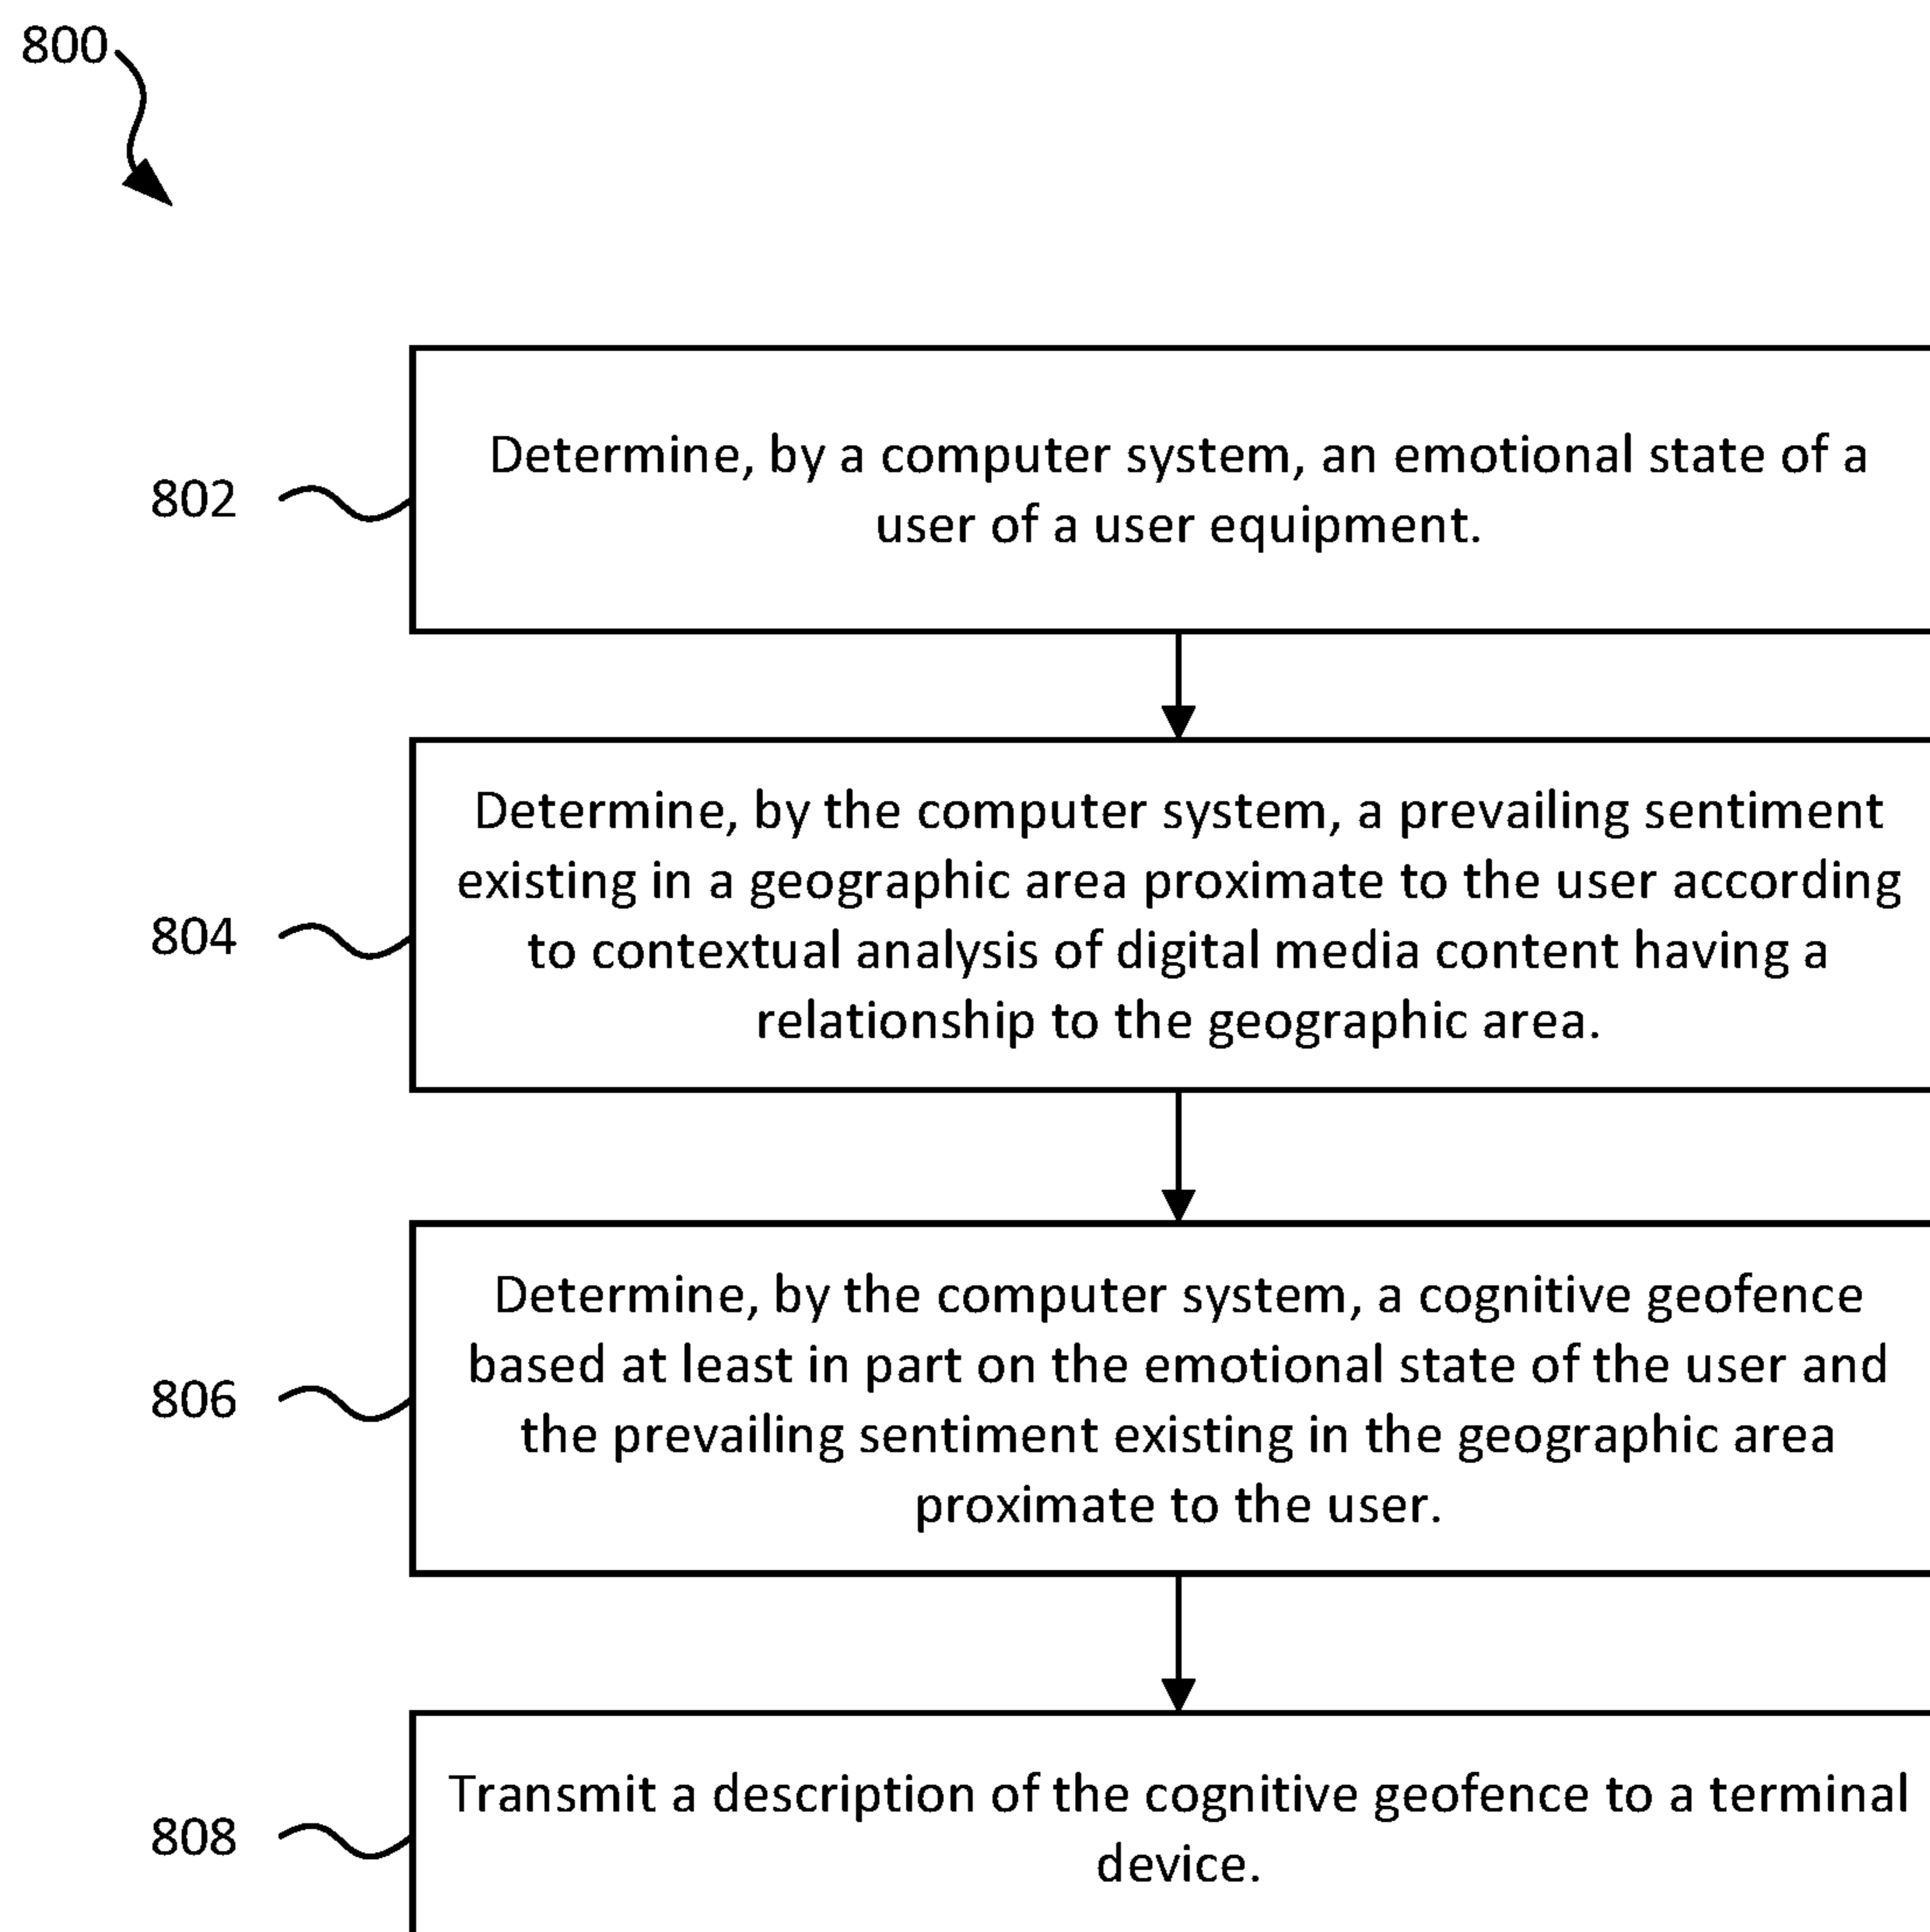 800
802
Determine, by a computer system, an emotional state of a
user of a user equipment.
804
Determine, by the computer system, a prevailing sentiment
existing in a geographic area proximate to the user according
to contextual analysis of digital media content having a
relationship to the geographic area.
806
Determine, by the computer system, a cognitive geofence
based at least in part on the emotional state of the user and
the prevailing sentiment existing in the geographic area
proximate to the user.
808
Transmit a description of the cognitive geofence to a terminal
device.